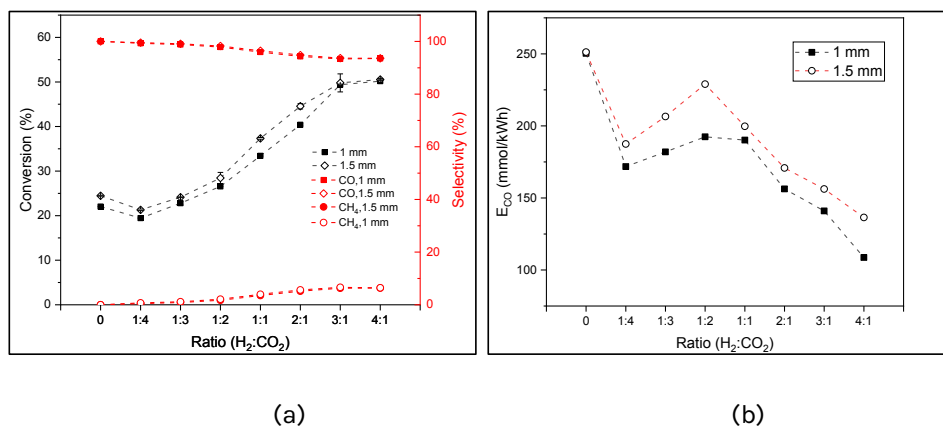 60
50
40
30
20
10
0
Conversion (%)
100
80
60
40
20
0
Selectivity (%)
1 mm
1.5 mm
CO,1 mm
CO,1.5 mm
CH₄,1.5 mm
CH₄,1 mm
0 1:4 1:3 1:2 1:1 2:1 3:1 4:1
Ratio (H₂:CO₂)
(a)
250
200
150
100
E_CO (mmol/kWh)
1 mm
1.5 mm
0 1:4 1:3 1:2 1:1 2:1 3:1 4:1
Ratio (H₂:CO₂)
(b)